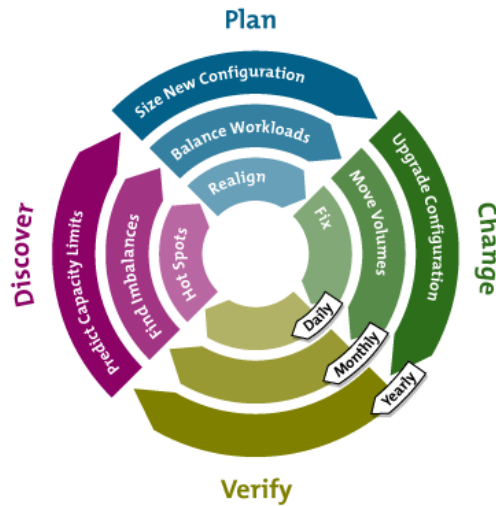 Plan
Size New Configuration
Balance Workloads
Realign
Discover
Predict Capacity Limits
Find Imbalances
Hot Spots
Change
Upgrade Configuration
Move Volumes
Fix
Daily
Monthly
Yearly
Verify